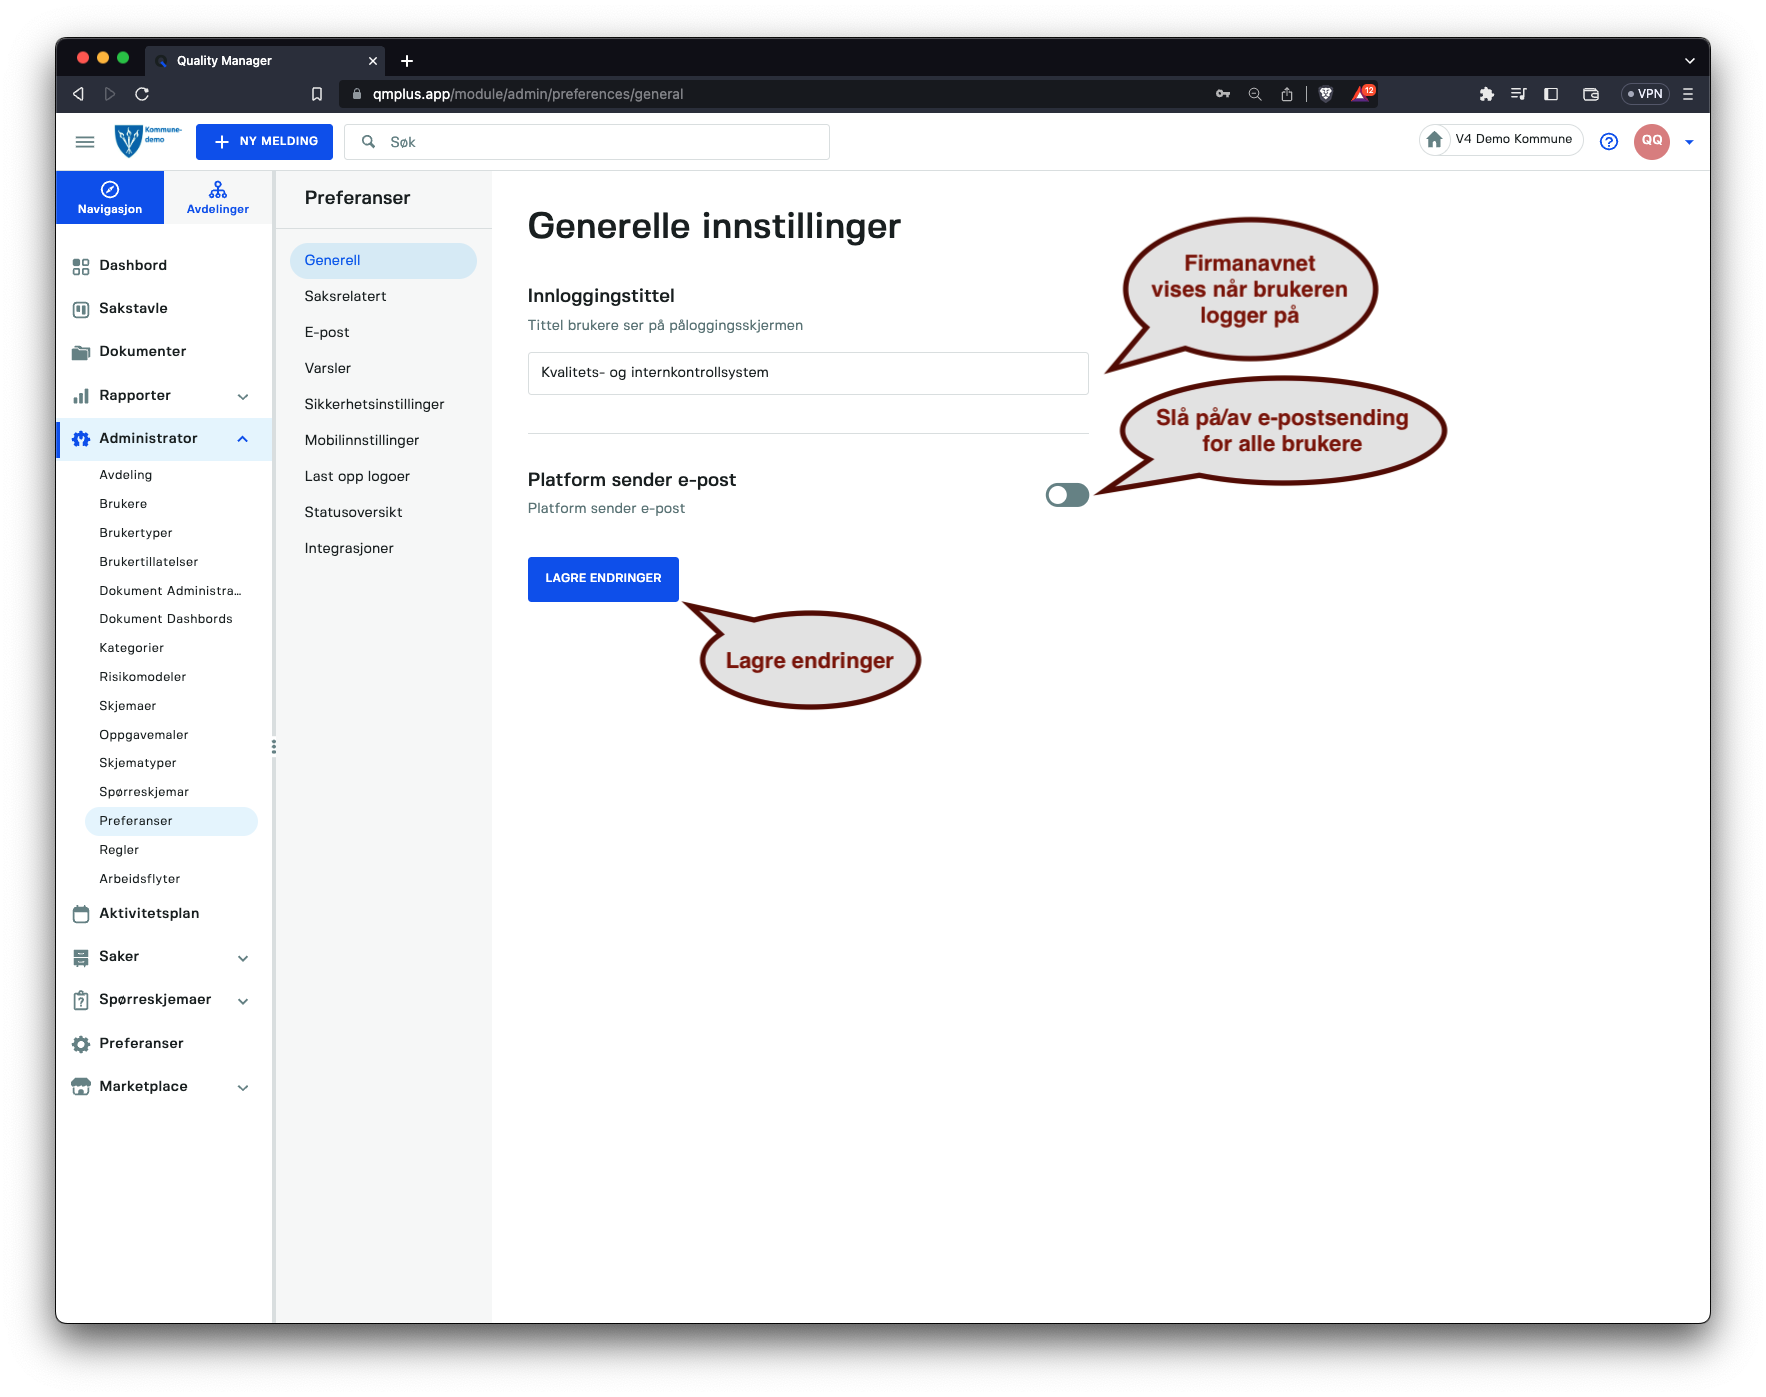 Quality Manager
qmplus.app/module/admin/preferences/general
12
VPN
Kommune-
demo
NY MELDING
Søk
V4 Demo Kommune
QQ
Navigasjon
Avdelinger
Dashbord
Sakstavle
Dokumenter
Rapporter
Administrator
Avdeling
Brukere
Brukertyper
Brukertillatelser
Dokument Administra...
Dokument Dashbords
Kategorier
Risikomodeler
Skjemaer
Oppgavemaler
Skjematyper
Spørreskjemar
Preferanser
Regler
Arbeidsflyter
Aktivitetsplan
Saker
Spørreskjemaer
Preferanser
Marketplace
Preferanser
Generell
Saksrelatert
E-post
Varsler
Sikkerhetsinstillinger
Mobilinnstillinger
Last opp logoer
Statusoversikt
Integrasjoner
Generelle innstillinger
Innloggingstittel
Tittel brukere ser på påloggingsskjermen
Kvalitets- og internkontrollsystem
Platform sender e-post
Platform sender e-post
LAGRE ENDRINGER
Firmanavnet
vises når brukeren
logger på
Slå på/av e-postsending
for alle brukere
Lagre endringer